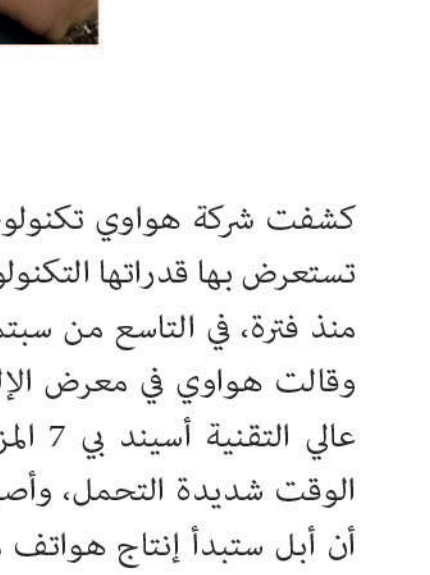 كشفت شركة هواوي
تستعرض بها قدراتها
منذ فترة، في التاسع من
وقالت هواوي في معرض
عالي التقنية أسيند بي 7
الوقت شديدة التحمل،
أن أبل ستبدأ إنتاج هواتف